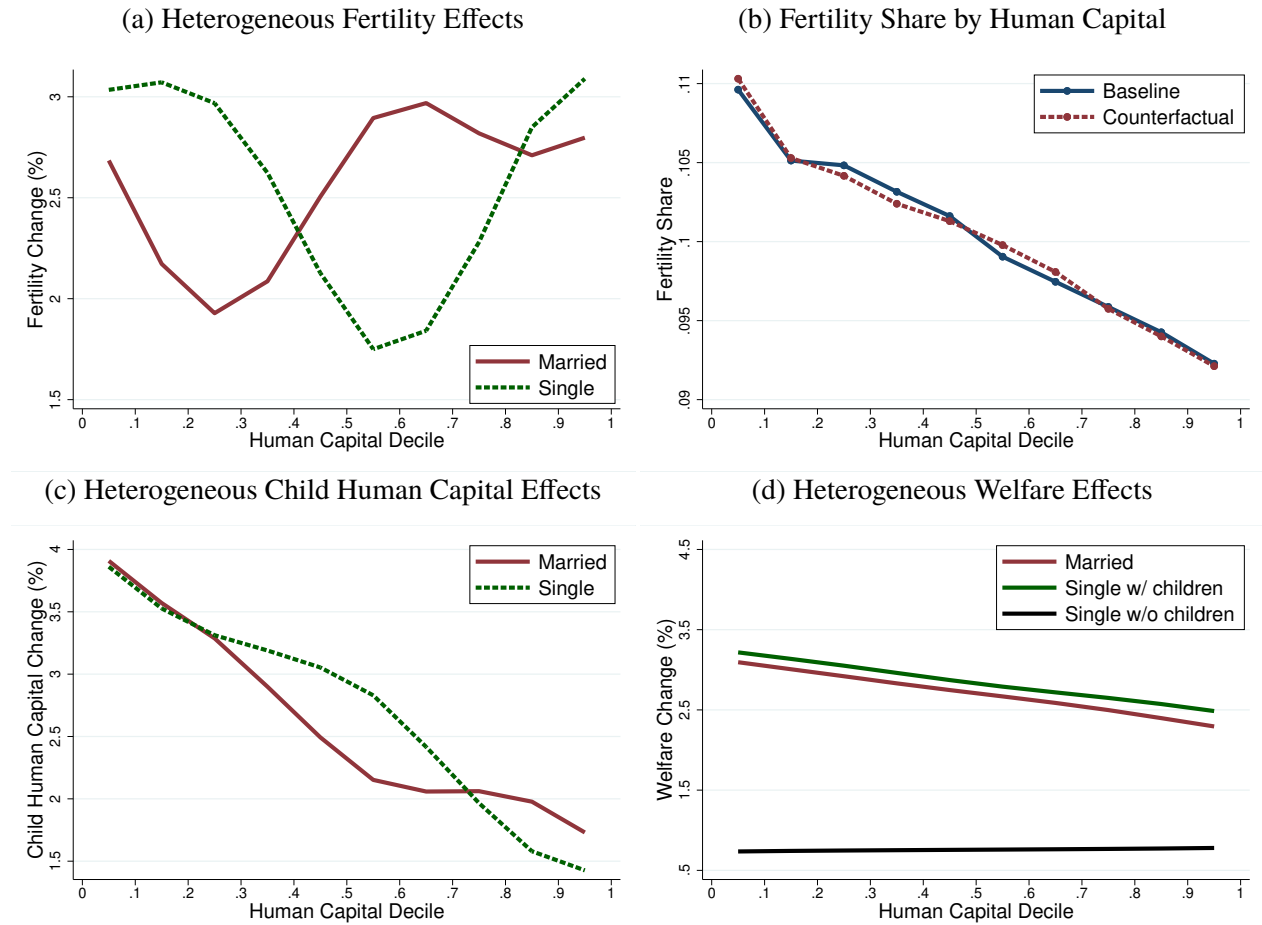 (a) Heterogeneous Fertility Effects
Fertility Change (%)
3
2.5
2
1.5
Married
Single
0 .1 .2 .3 .4 .5 .6 .7 .8 .9 1
Human Capital Decile
(b) Fertility Share by Human Capital
Fertility Share
.11
.105
.1
.095
.09
Baseline
Counterfactual
0 .1 .2 .3 .4 .5 .6 .7 .8 .9 1
Human Capital Decile
(c) Heterogeneous Child Human Capital Effects
Child Human Capital Change (%)
4
3.5
3
2.5
2
1.5
Married
Single
0 .1 .2 .3 .4 .5 .6 .7 .8 .9 1
Human Capital Decile
(d) Heterogeneous Welfare Effects
Welfare Change (%)
4.5
3.5
2.5
1.5
.5
Married
Single w/ children
Single w/o children
0 .1 .2 .3 .4 .5 .6 .7 .8 .9 1
Human Capital Decile